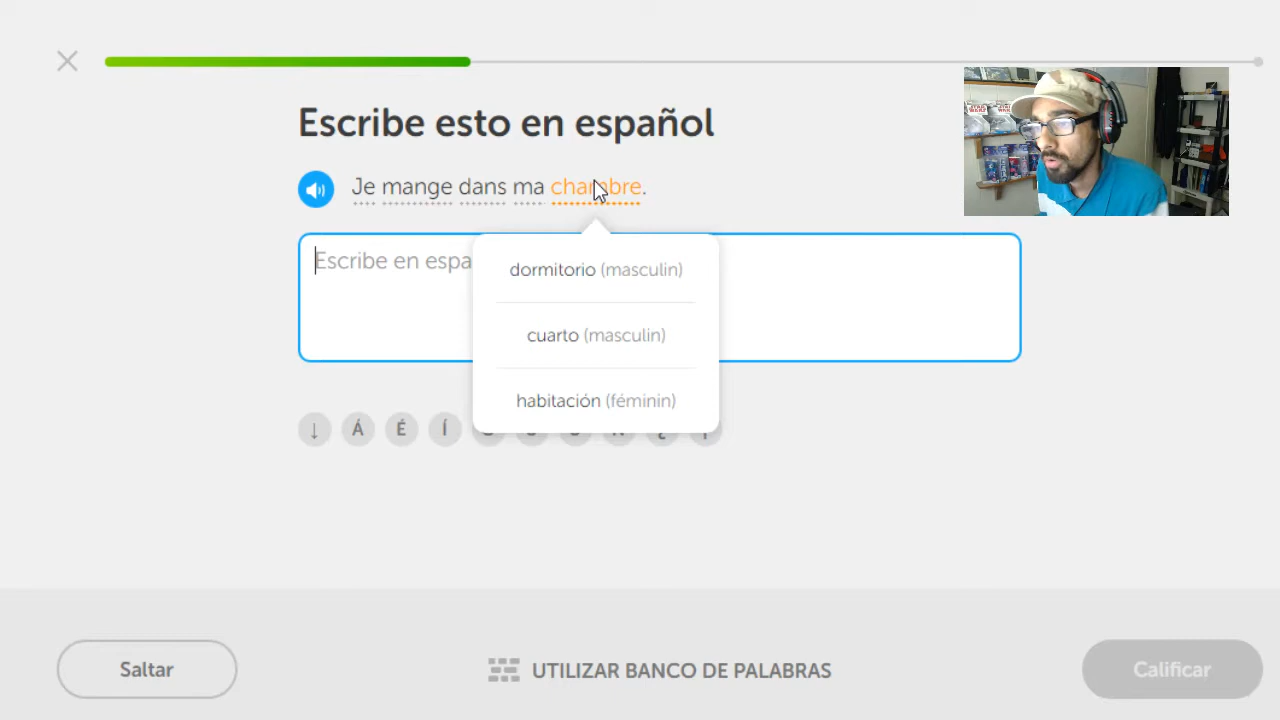 Escribe esto en español
Je mange dans ma chambre.
Escribe en espa
dormitorio (masculin)
cuarto (masculin)
habitación (féminin)
↓ Á É Í
Saltar
UTILIZAR BANCO DE PALABRAS
Calificar